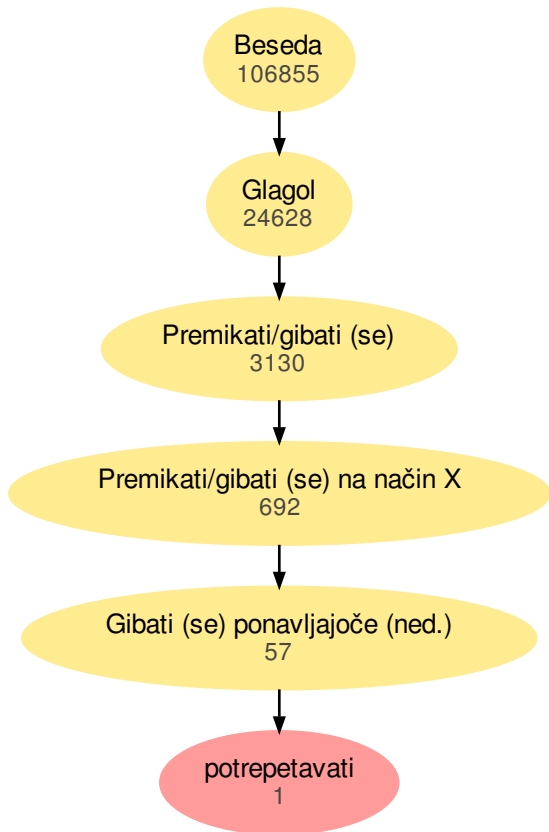 Beseda
106855
Glagol
24628
Premikati/gibati (se)
3130
Premikati/gibati (se) na način X
692
Gibati (se) ponavljajoče (ned.)
57
potrepetavati
1